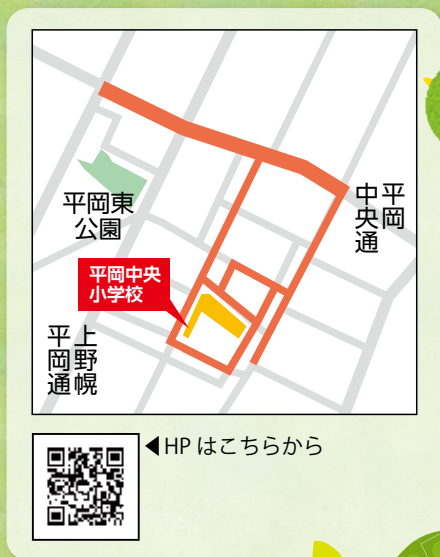 平岡
中央通
平岡東
公園
平岡中央
小学校
上野幌
平岡通
◀HP はこちらから